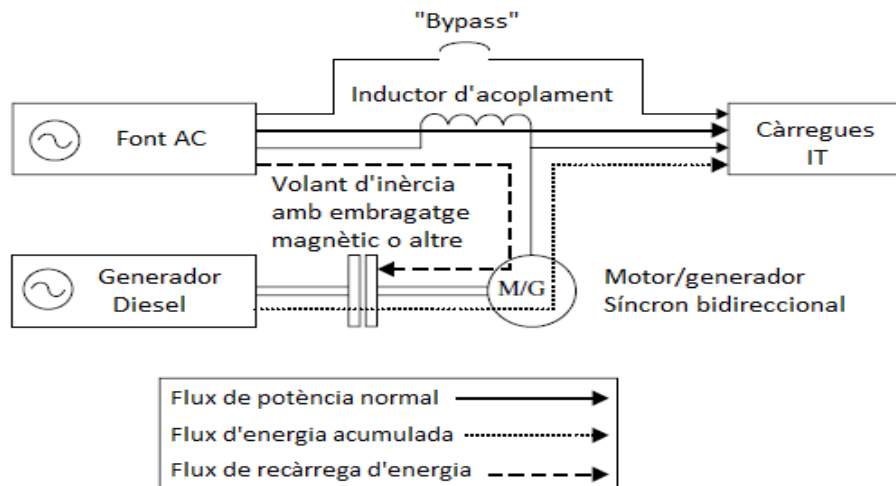 "Bypass"
Inductor d'acoplament
Font AC
Càrregues
IT
Volant d'inèrcia
amb embragatge
magnètic o altre
Generador
Diesel
M/G
Motor/generador
Síncron bidireccional
Flux de potència normal
Flux d'energia acumulada
Flux de recàrrega d'energia